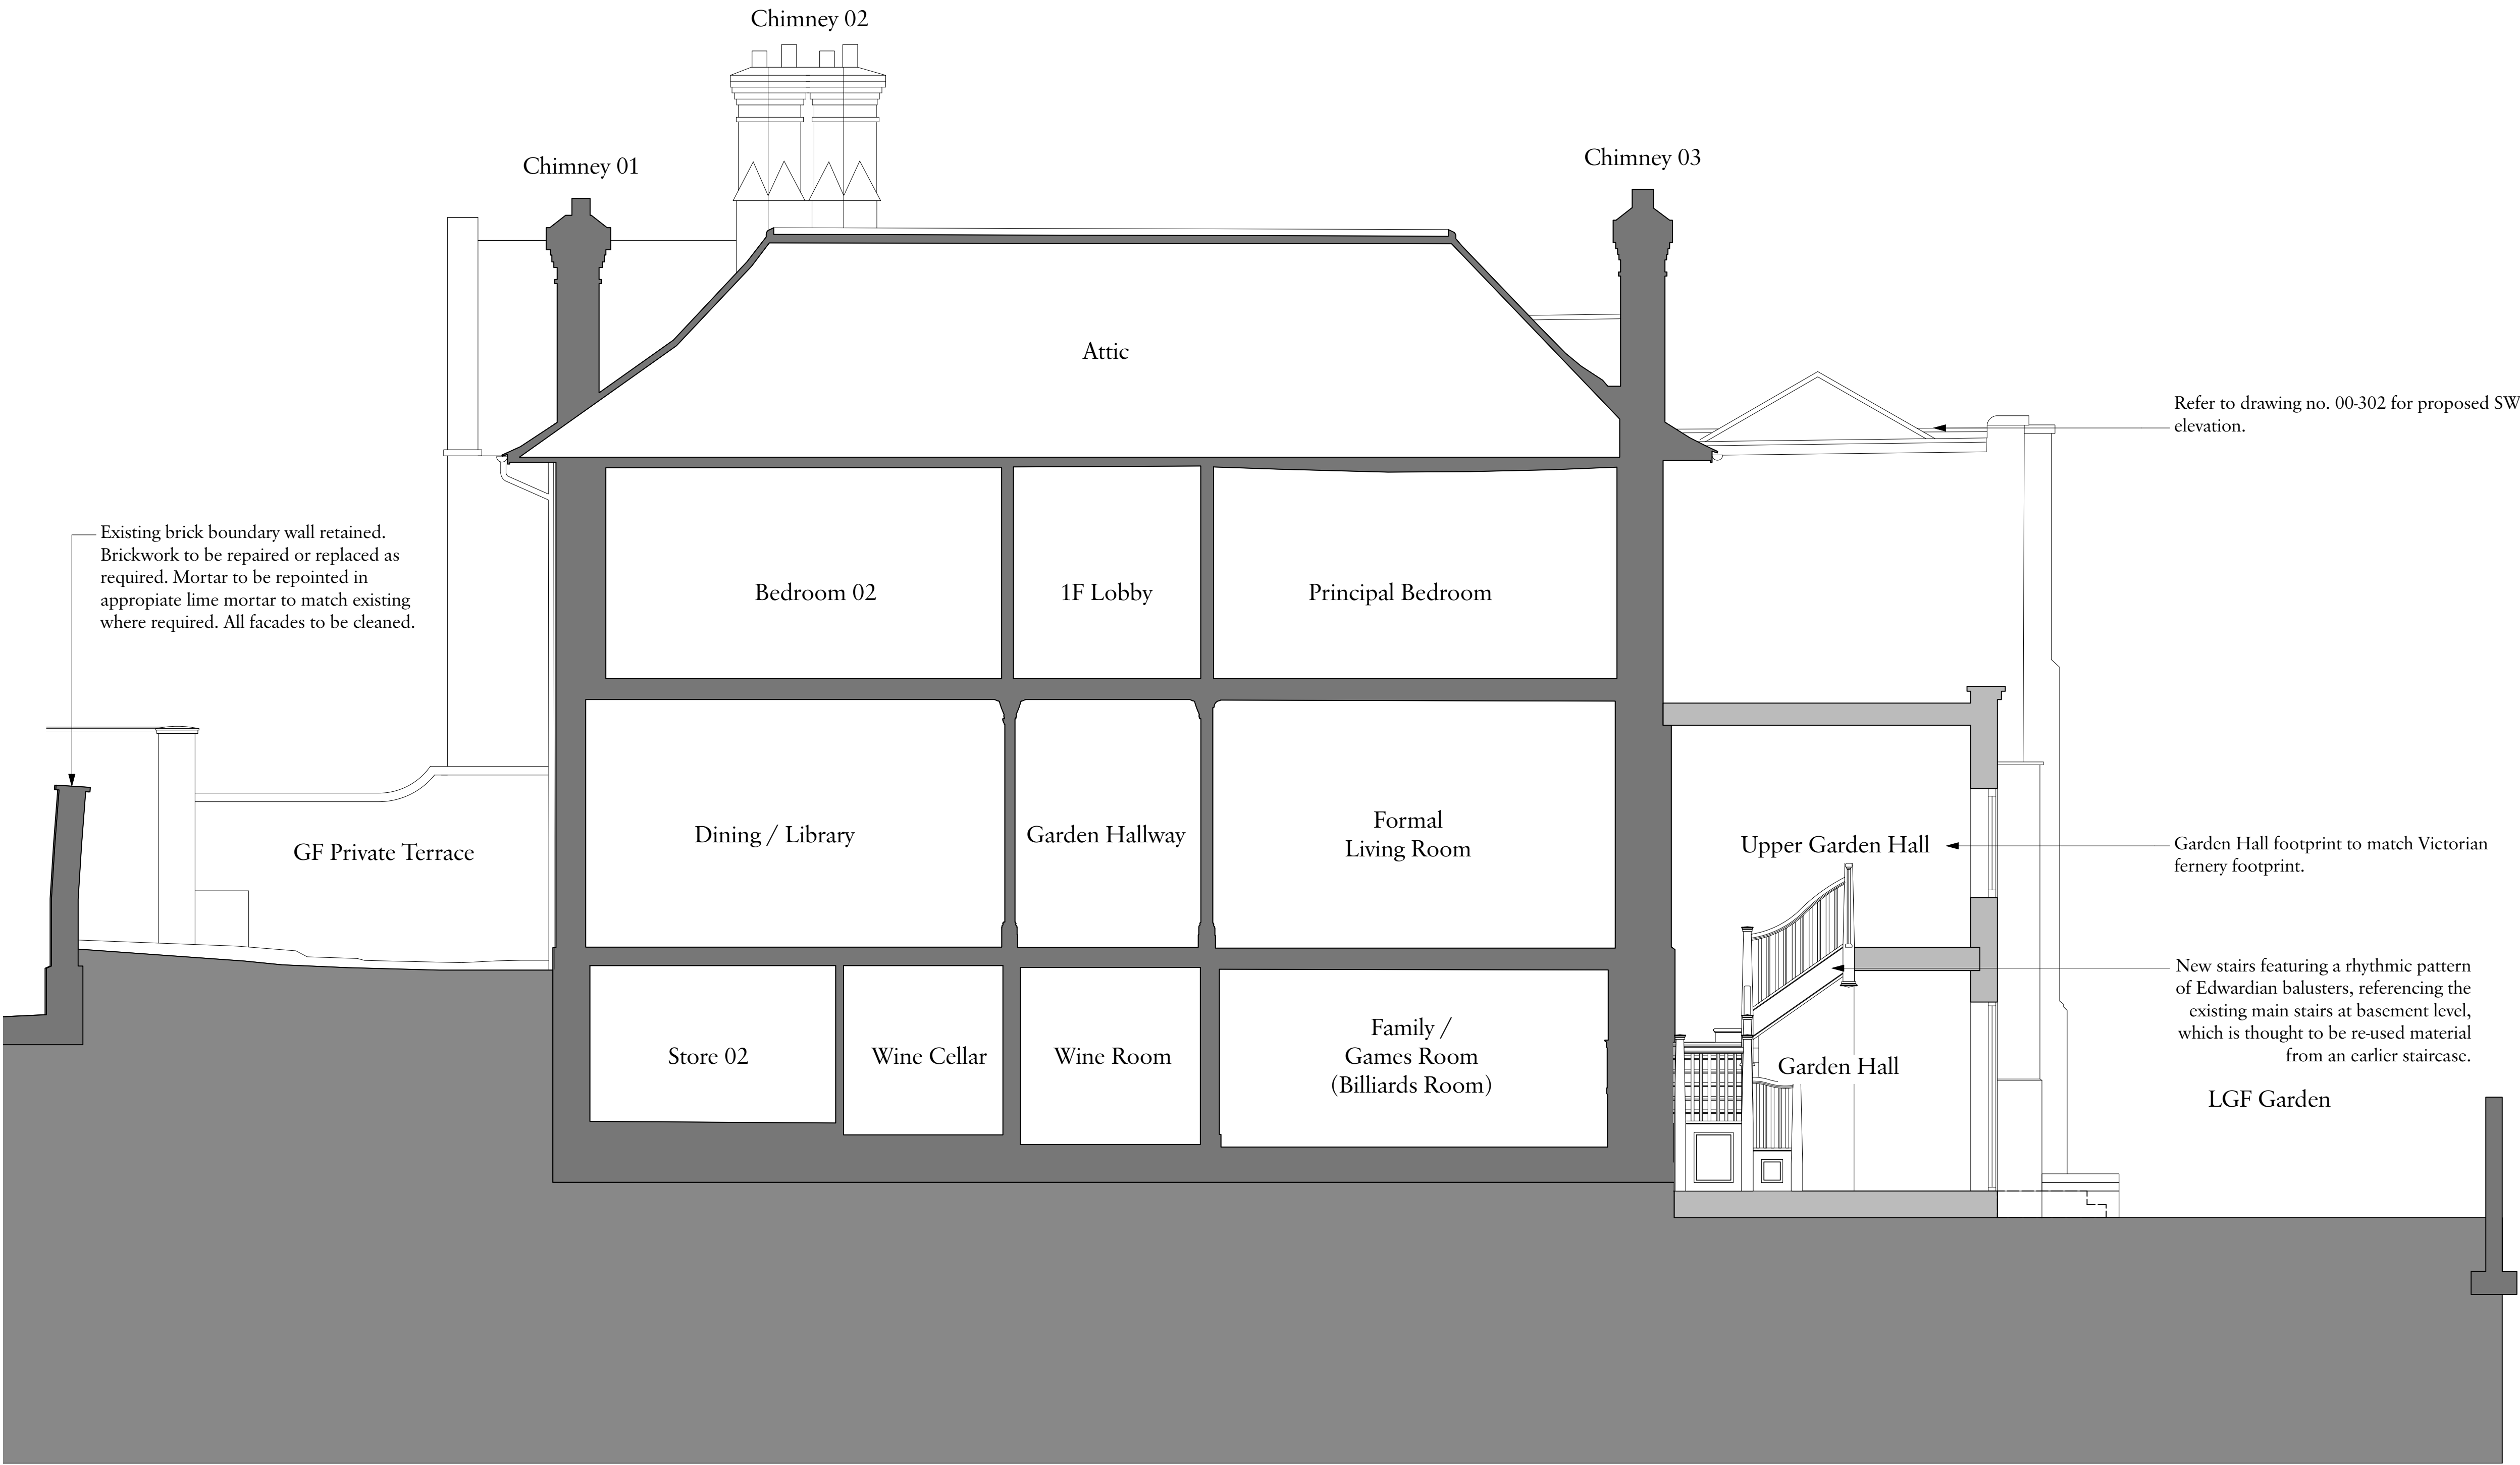 Chimney 02
Chimney 01
Chimney 03
Attic
Refer to drawing no. 00-302 for proposed SW
elevation.
Existing brick boundary wall retained.
Brickwork to be repaired or replaced as
required. Mortar to be repointed in
appropiate lime mortar to match existing
where required. All facades to be cleaned.
Bedroom 02
1F Lobby
Principal Bedroom
GF Private Terrace
Dining / Library
Garden Hallway
Formal
Living Room
Upper Garden Hall
Garden Hall footprint to match Victorian
fernery footprint.
New stairs featuring a rhythmic pattern
of Edwardian balusters, referencing the
existing main stairs at basement level,
which is thought to be re-used material
from an earlier staircase.
Store 02
Wine Cellar
Wine Room
Family /
Games Room
(Billiards Room)
Garden Hall
LGF Garden